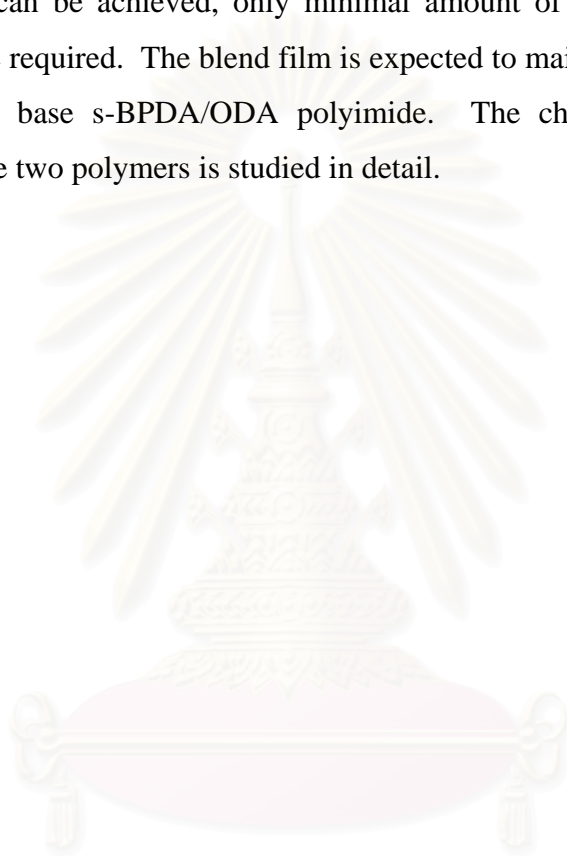 can be achieved, only minimal amount of
required. The blend film is expected to mai
base s-BPDA/ODA polyimide. The ch
two polymers is studied in detail.